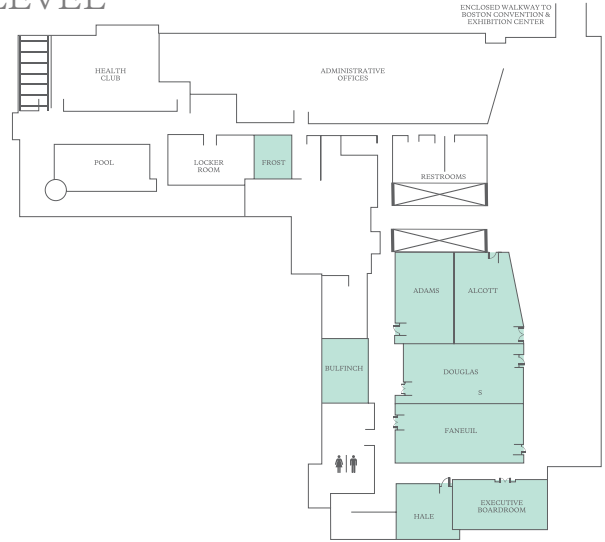 LEVEL
ENCLOSED WALKWAY TO
BOSTON CONVENTION &
EXHIBITION CENTER
HEALTH
CLUB
ADMINISTRATIVE
OFFICES
POOL
LOCKER
ROOM
FROST
RESTROOMS
ADAMS
ALCOTT
BULFINCH
DOUGLAS
S
FANEUIL
HALE
EXECUTIVE
BOARDROOM